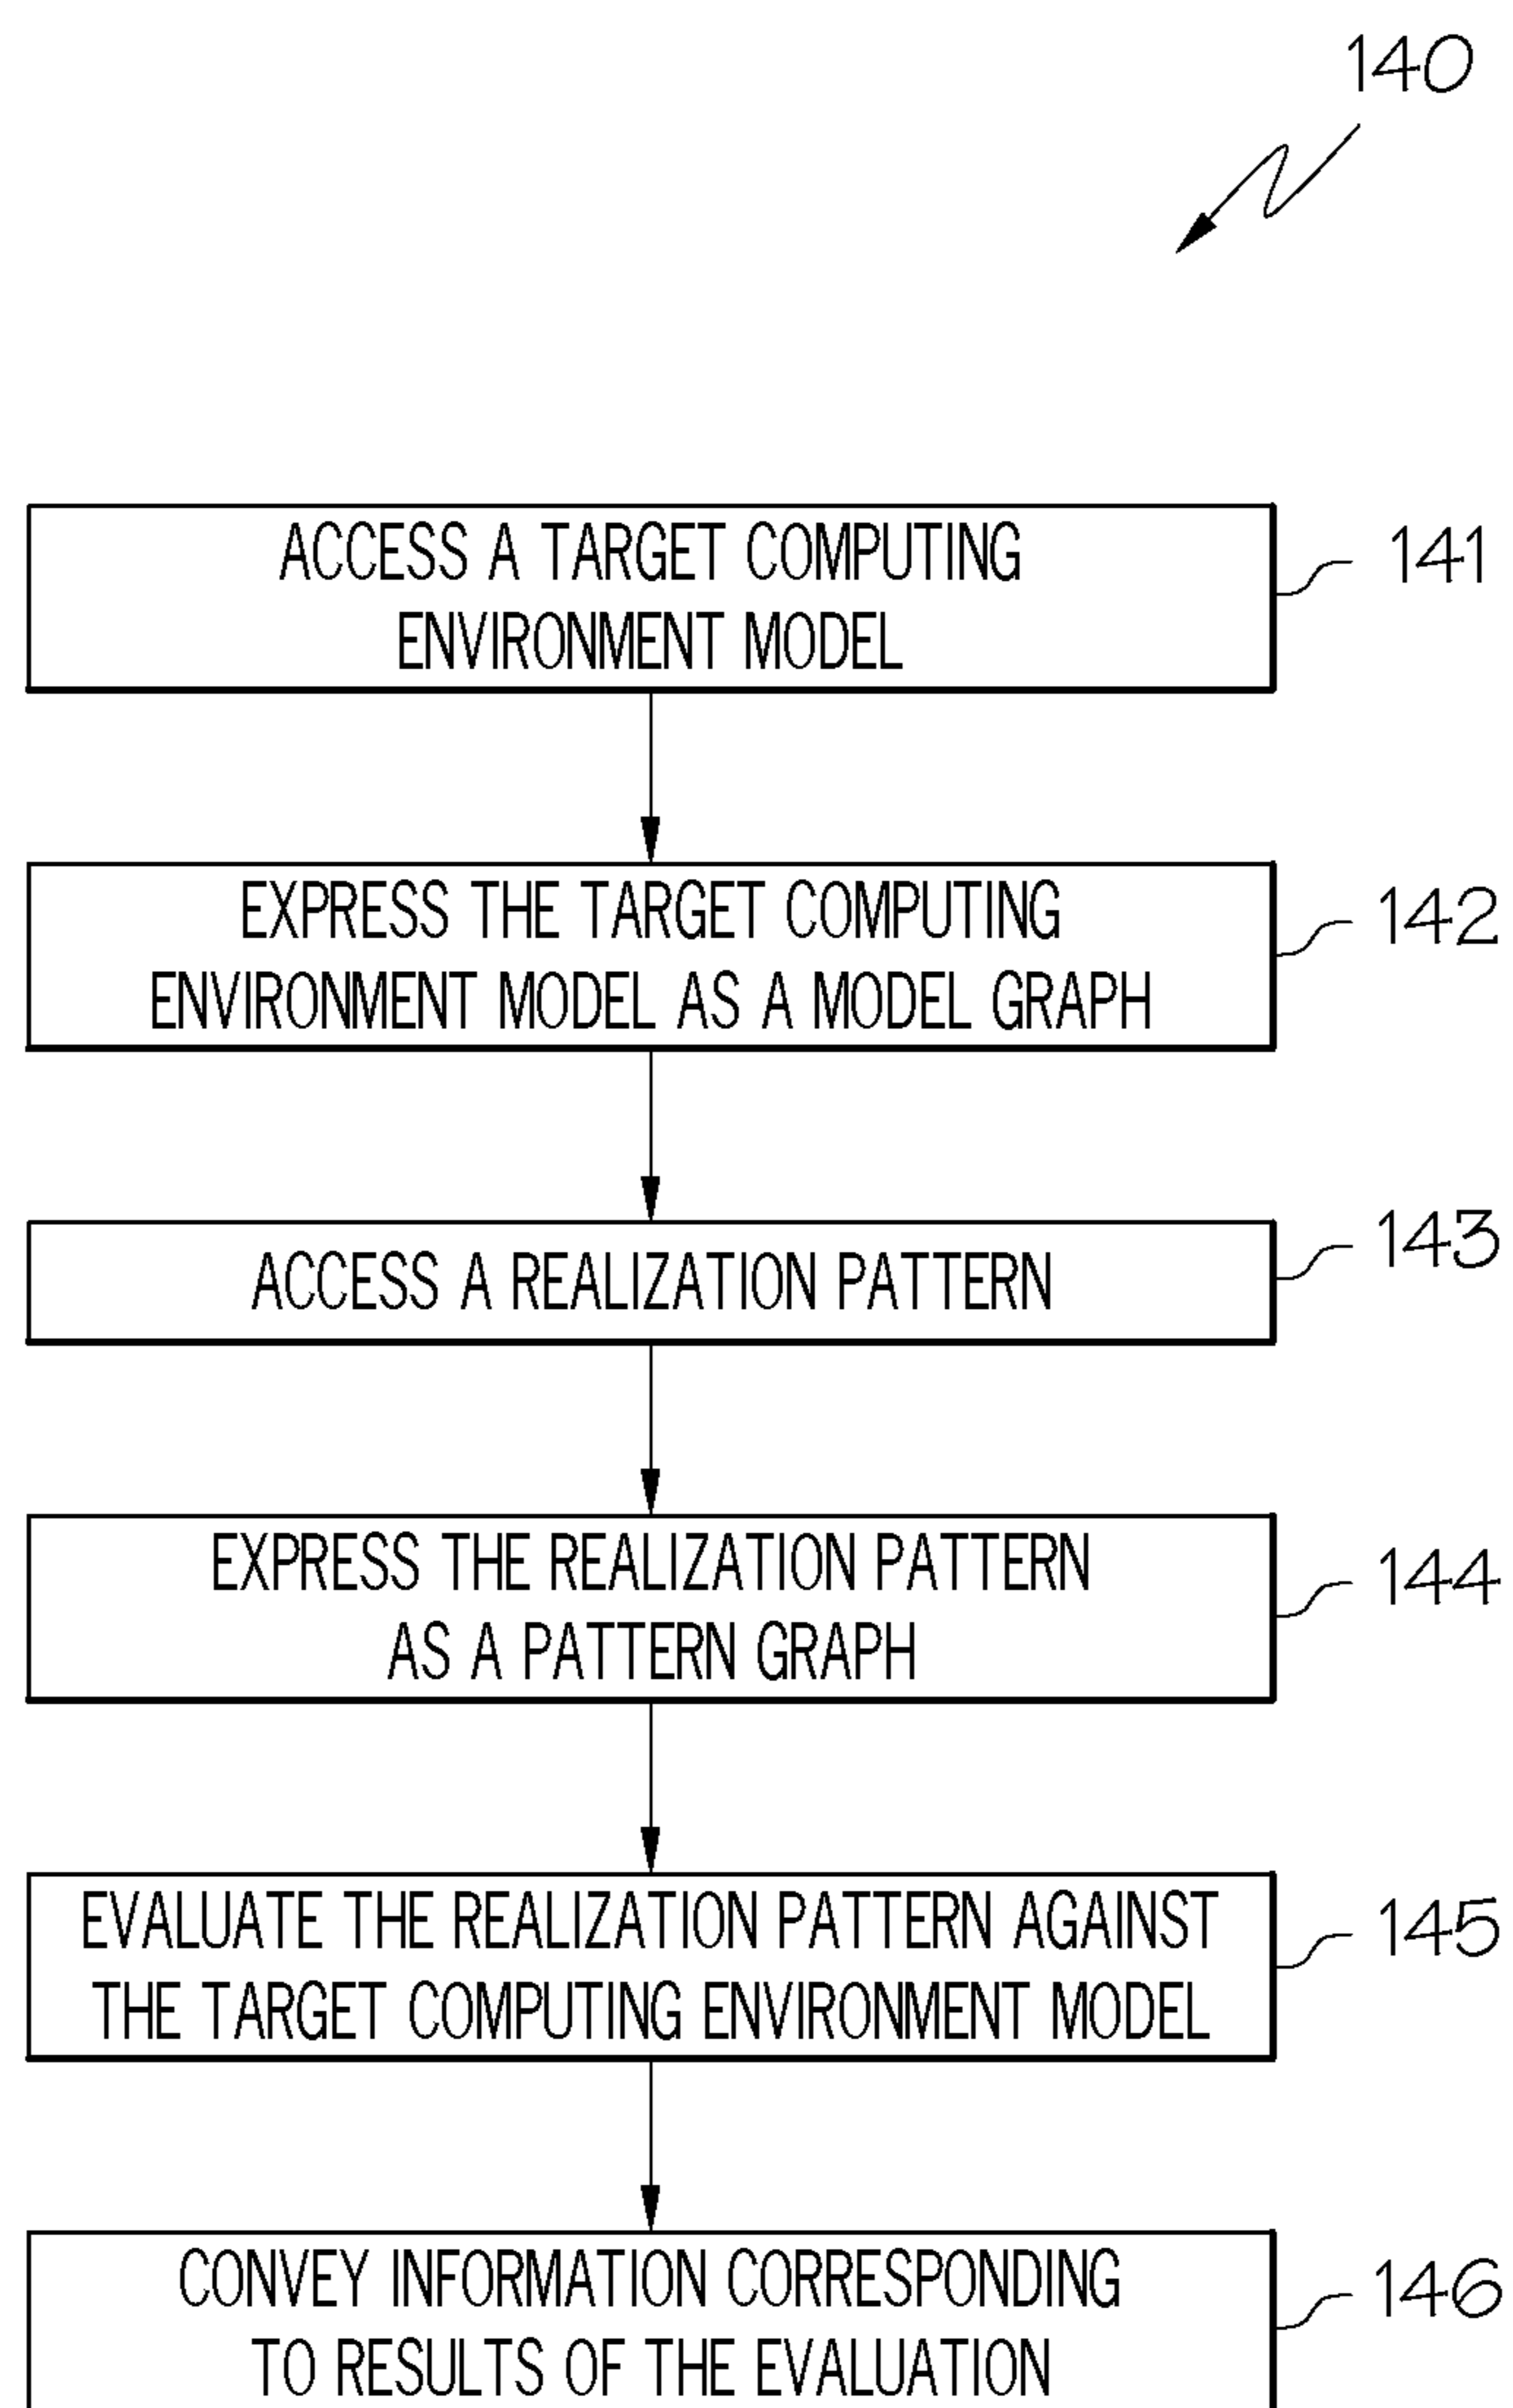 140
ACCESS A TARGET COMPUTING
ENVIRONMENT MODEL
141
EXPRESS THE TARGET COMPUTING
ENVIRONMENT MODEL AS A MODEL GRAPH
142
ACCESS A REALIZATION PATTERN
143
EXPRESS THE REALIZATION PATTERN
AS A PATTERN GRAPH
144
EVALUATE THE REALIZATION PATTERN AGAINST
THE TARGET COMPUTING ENVIRONMENT MODEL
145
CONVEY INFORMATION CORRESPONDING
TO RESULTS OF THE EVALUATION
146